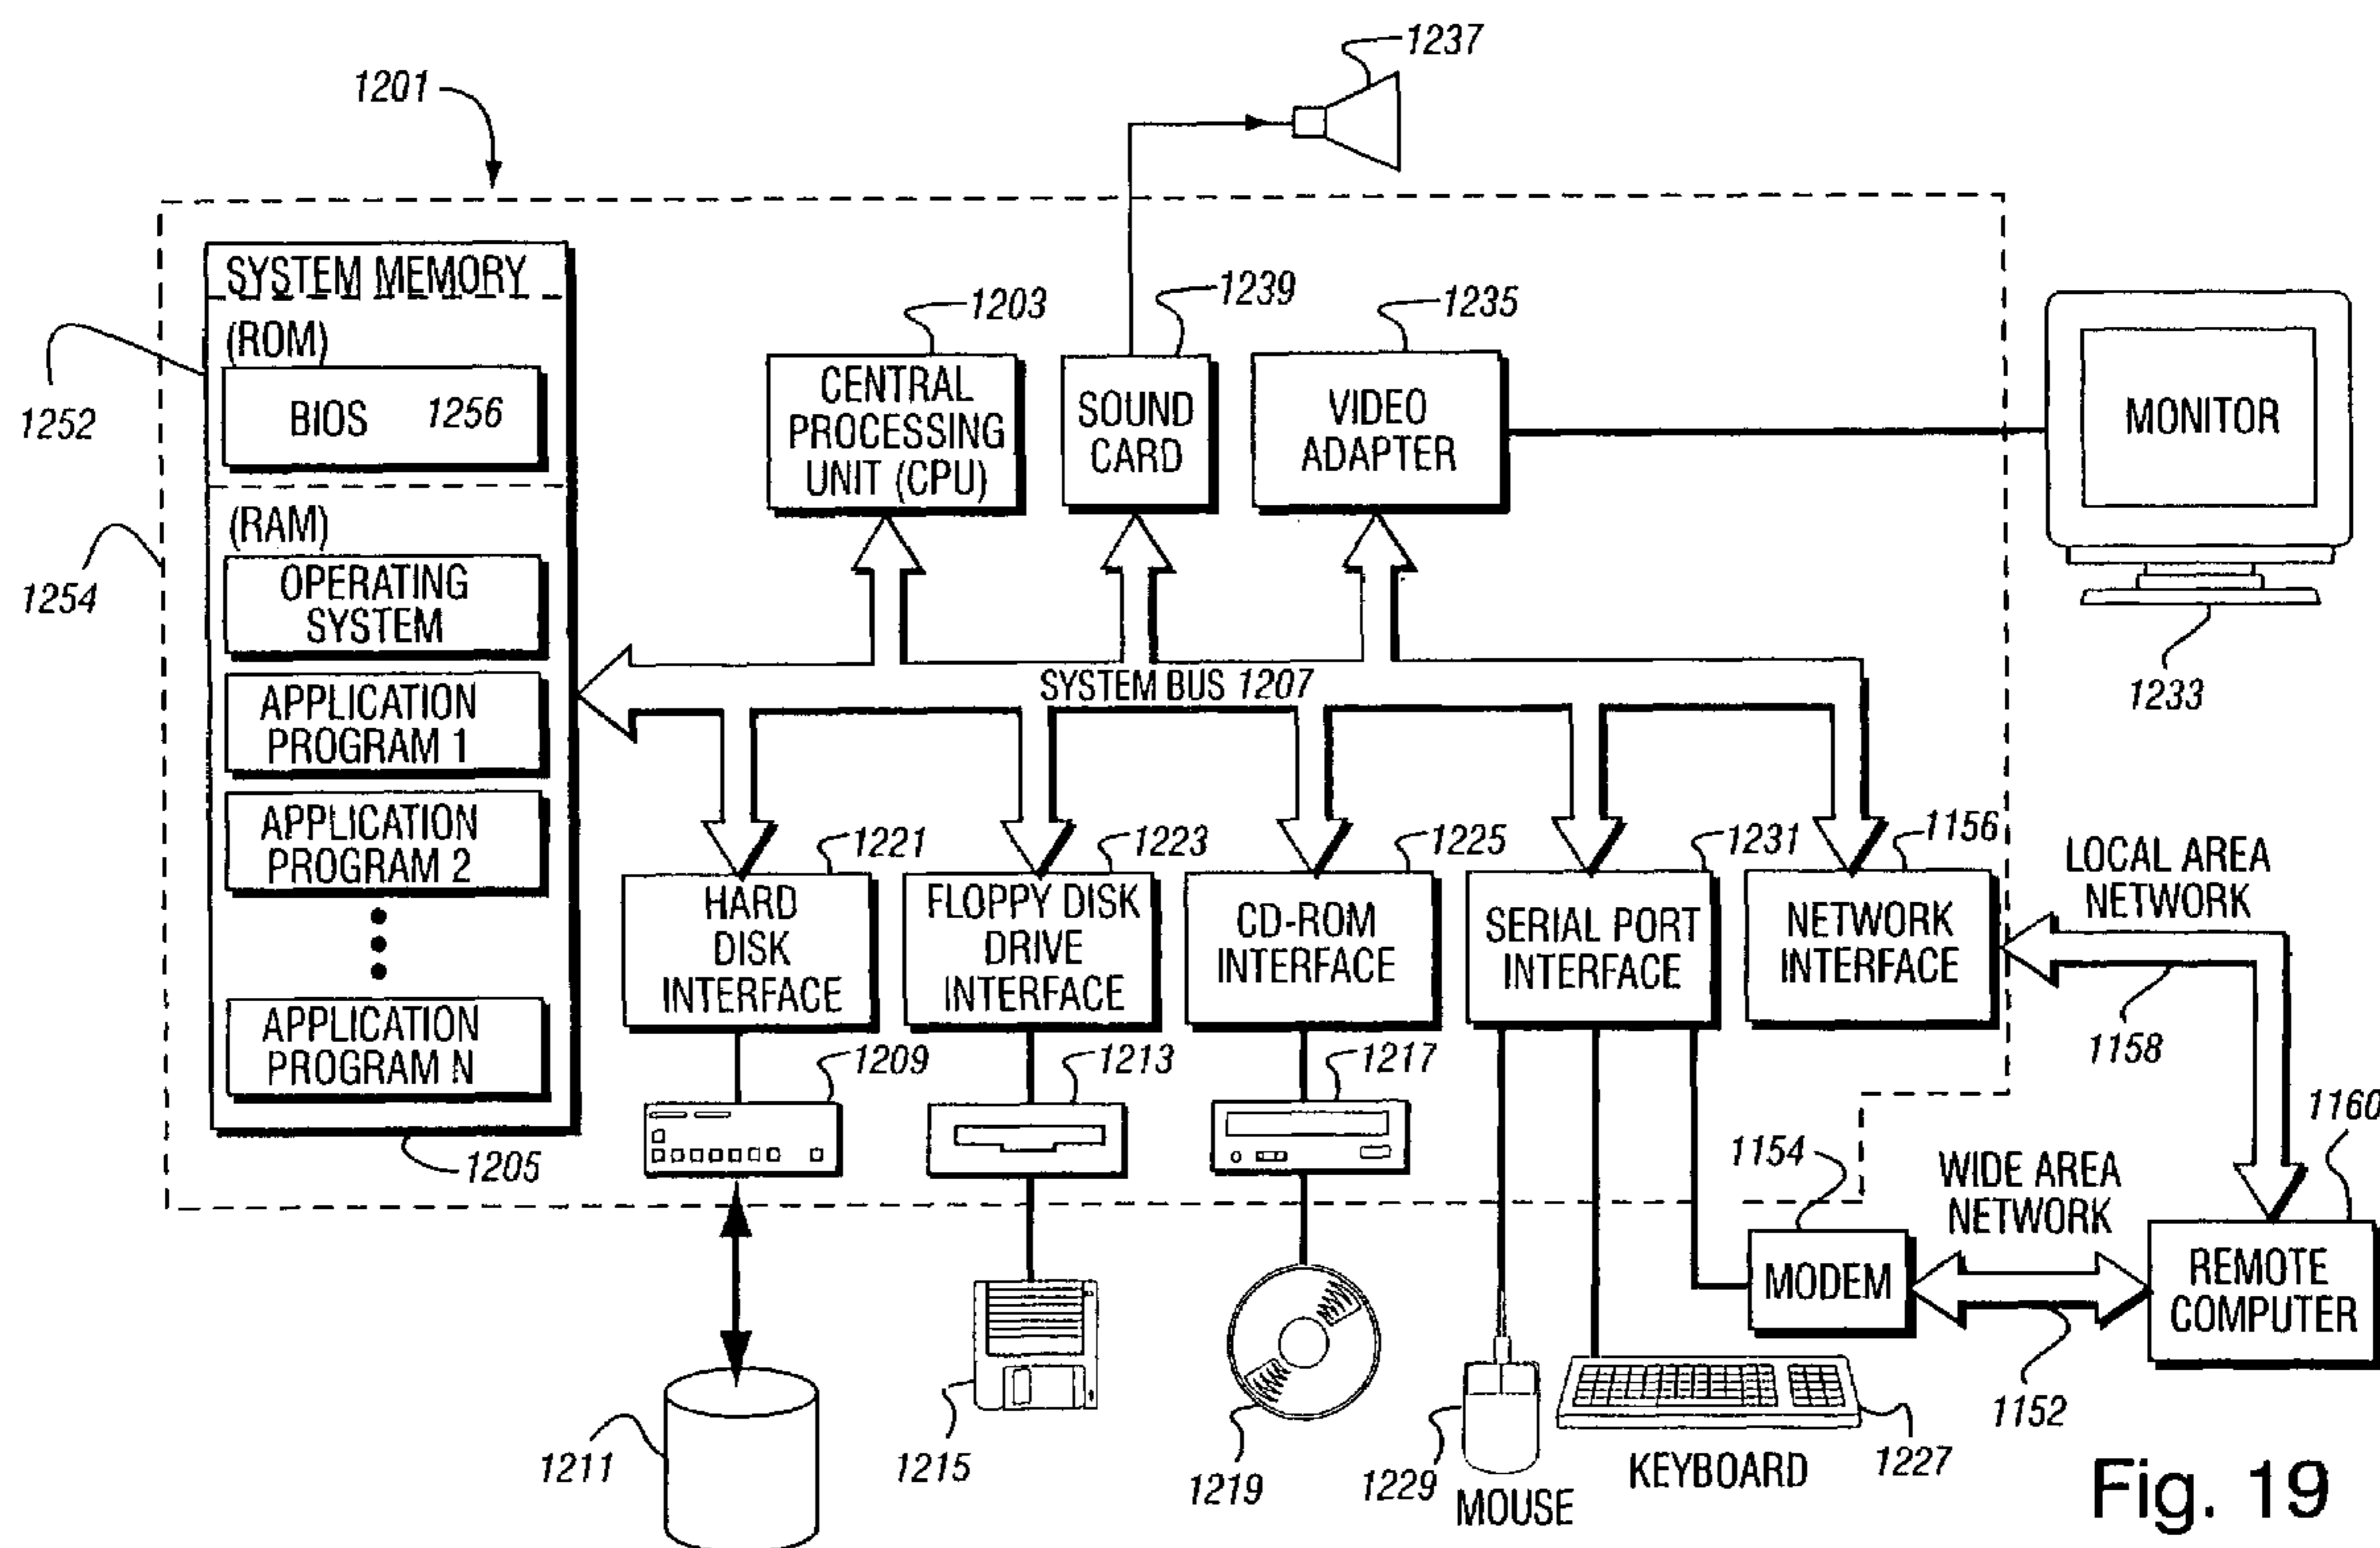 1237
1201
SYSTEM MEMORY
(ROM)
BIOS 1256
1252
(RAM)
1254
OPERATING
SYSTEM
APPLICATION
PROGRAM 1
APPLICATION
PROGRAM 2
APPLICATION
PROGRAM N
1205
1203
CENTRAL
PROCESSING
UNIT (CPU)
1239
SOUND
CARD
1235
VIDEO
ADAPTER
MONITOR
1233
SYSTEM BUS 1207
1221
HARD
DISK
INTERFACE
1223
FLOPPY DISK
DRIVE
INTERFACE
1225
CD-ROM
INTERFACE
1231
SERIAL PORT
INTERFACE
1156
NETWORK
INTERFACE
LOCAL AREA
NETWORK
1158
1209
1213
1217
1154
MODEM
WIDE AREA
NETWORK
1152
1160
REMOTE
COMPUTER
1211
1215
1219
1229
MOUSE
KEYBOARD
1227
Fig. 19